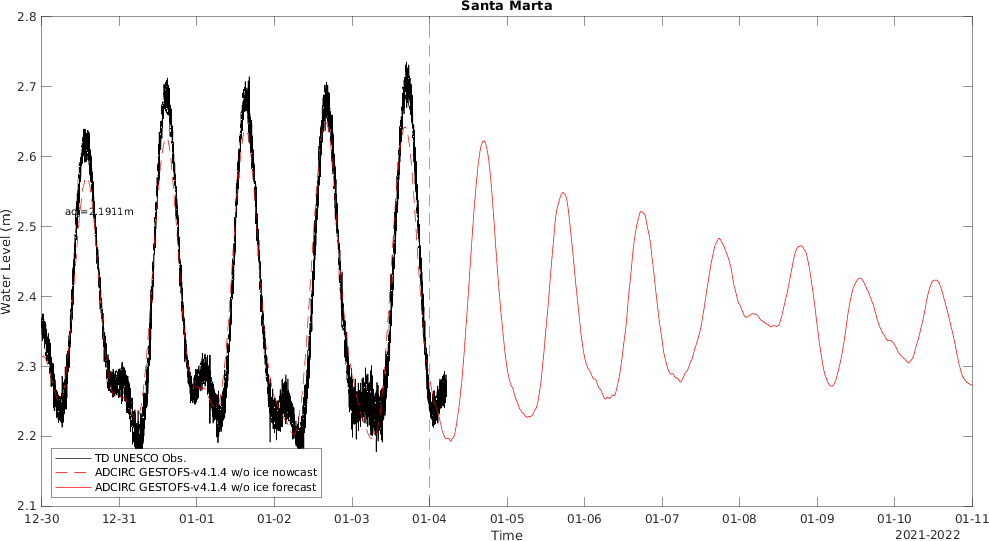 Santa Marta
2.8
2.7
2.6
2.5
2.4
2.3
2.2
2.1
Water Level (m)
adj=2.1911m
TD UNESCO Obs.
ADCIRC GESTOFS-v4.1.4 w/o ice nowcast
ADCIRC GESTOFS-v4.1.4 w/o ice forecast
12-30 12-31 01-01 01-02 01-03 01-04 01-05 01-06 01-07 01-08 01-09 01-10 01-11
Time
2021-2022